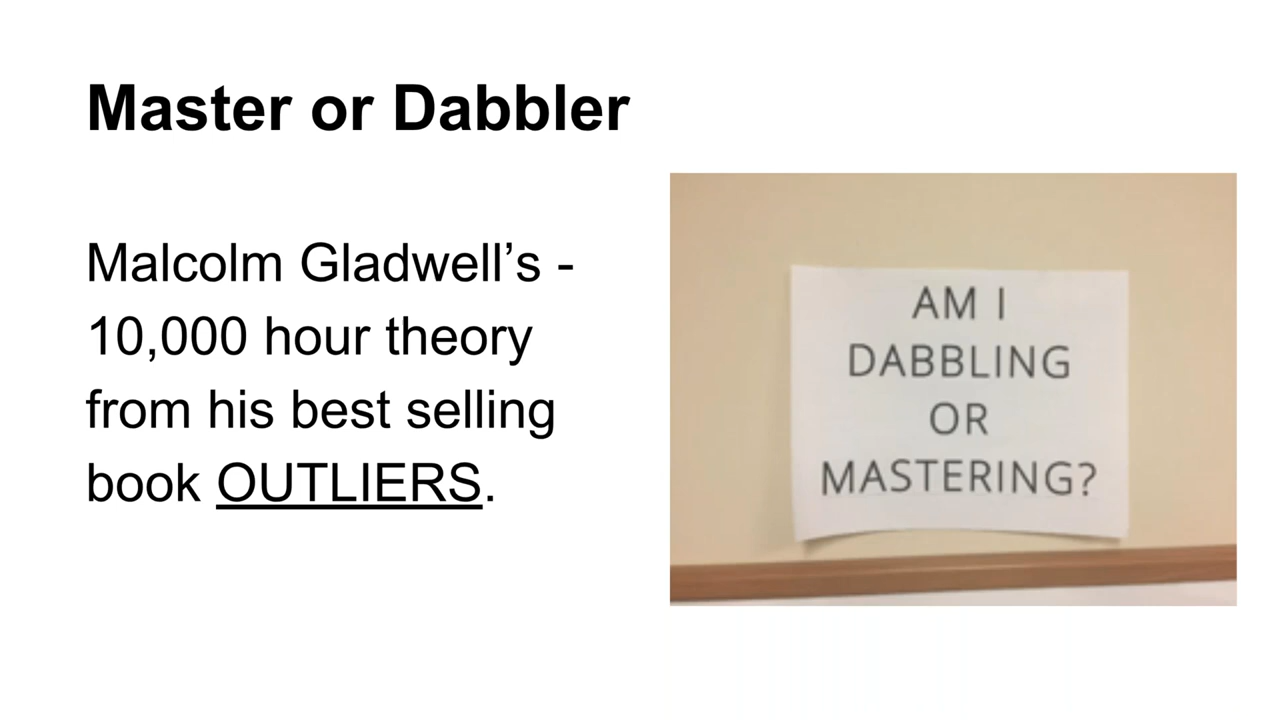 Master or Dabbler
Malcolm Gladwell’s -
10,000 hour theory
from his best selling
book OUTLIERS.
AM I
DABBLING
OR
MASTERING?